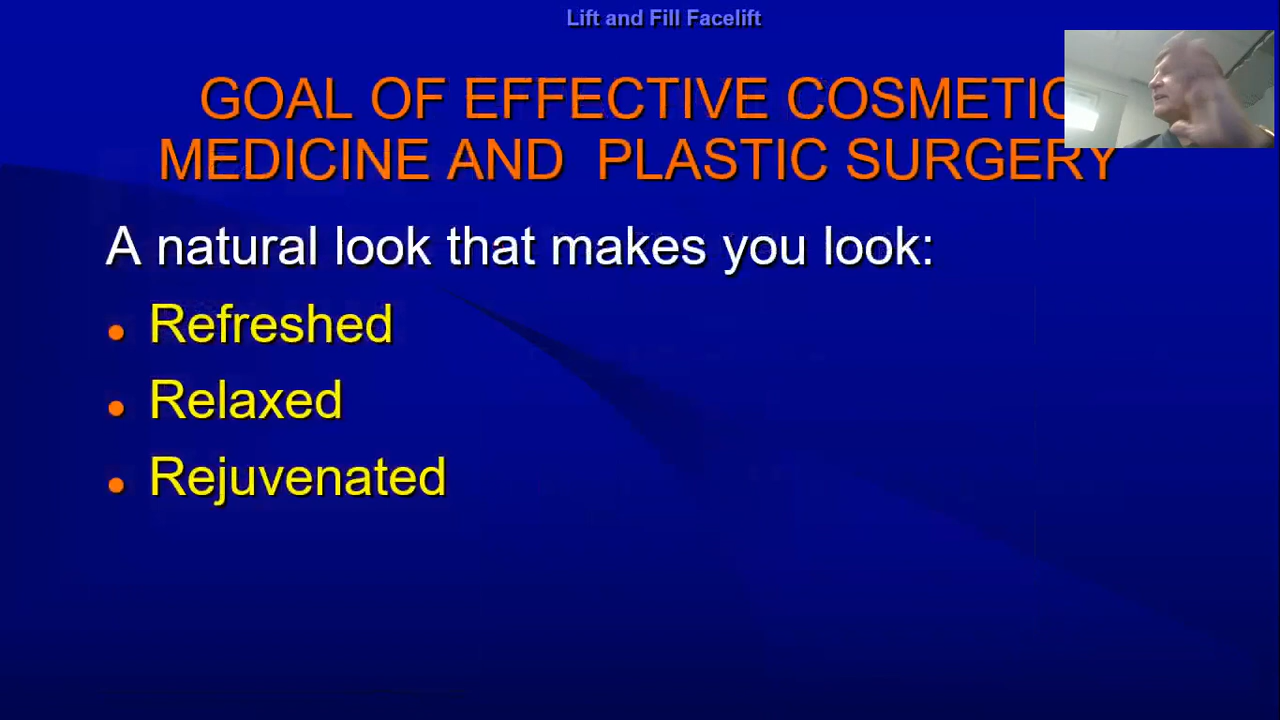 Lift and Fill Facelift
GOAL OF EFFECTIVE COSMETIC
MEDICINE AND PLASTIC SURGERY
A natural look that makes you look:
Refreshed
Relaxed
Rejuvenated